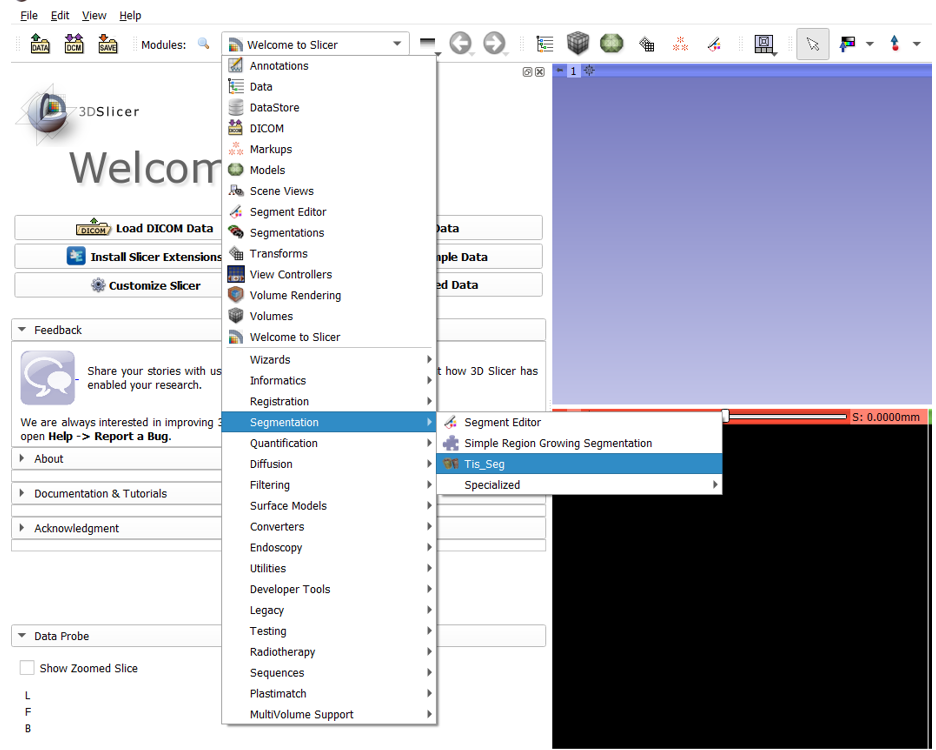 File Edit View Help
DATA DCM SAVE Modules: Welcome to Slicer
Annotations
Data
DataStore
DICOM
Markups
Models
Scene Views
Segment Editor
Segmentations
Transforms
View Controllers
Volume Rendering
Volumes
Welcome to Slicer
Wizards
Informatics
Registration
Segmentation
Quantification
Diffusion
Filtering
Surface Models
Converters
Endoscopy
Utilities
Developer Tools
Legacy
Testing
Radiotherapy
Sequences
Plastimatch
MultiVolume Support
Segment Editor
Simple Region Growing Segmentation
Tis_Seg
Specialized
3DSlicer
Welcom
DICOM Load DICOM Data
Data
Install Slicer Extensions
ple Data
Customize Slicer
ed Data
Feedback
Share your stories with us
t how 3D Slicer has
enabled your research.
We are always interested in improving 3
open Help -> Report a Bug.
About
Documentation & Tutorials
Acknowledgment
Data Probe
Show Zoomed Slice
L
F
B
1
S: 0.0000mm